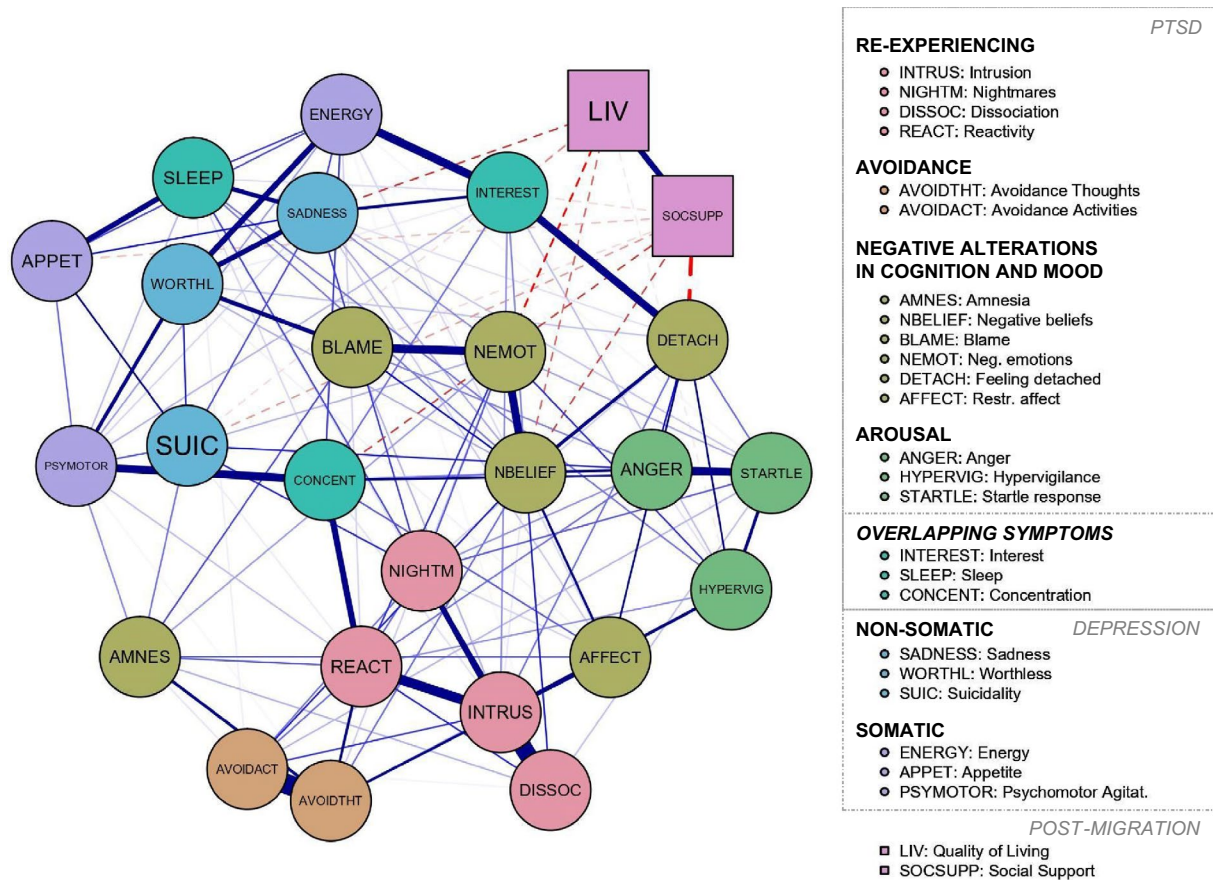 ENERGY
LIV
SLEEP
SADNESS
INTEREST
SOCSUPP
APPET
WORTHL
BLAME
NEMOT
DETACH
SUIC
PSYMOTOR
CONCENT
NBELIEF
ANGER
STARTLE
NIGHTM
HYPERVIG
AMNES
REACT
AFFECT
INTRUS
AVOIDACT
AVOIDTHT
DISSOC
PTSD
RE-EXPERIENCING
INTRUS: Intrusion
NIGHTM: Nightmares
DISSOC: Dissociation
REACT: Reactivity
AVOIDANCE
AVOIDTHT: Avoidance Thoughts
AVOIDACT: Avoidance Activities
NEGATIVE ALTERATIONS
IN COGNITION AND MOOD
AMNES: Amnesia
NBELIEF: Negative beliefs
BLAME: Blame
NEMOT: Neg. emotions
DETACH: Feeling detached
AFFECT: Restr. affect
AROUSAL
ANGER: Anger
HYPERVIG: Hypervigilance
STARTLE: Startle response
OVERLAPPING SYMPTOMS
INTEREST: Interest
SLEEP: Sleep
CONCENT: Concentration
NON-SOMATIC DEPRESSION
SADNESS: Sadness
WORTHL: Worthless
SUIC: Suicidality
SOMATIC
ENERGY: Energy
APPET: Appetite
PSYMOTOR: Psychomotor Agitat.
POST-MIGRATION
LIV: Quality of Living
SOCSUPP: Social Support